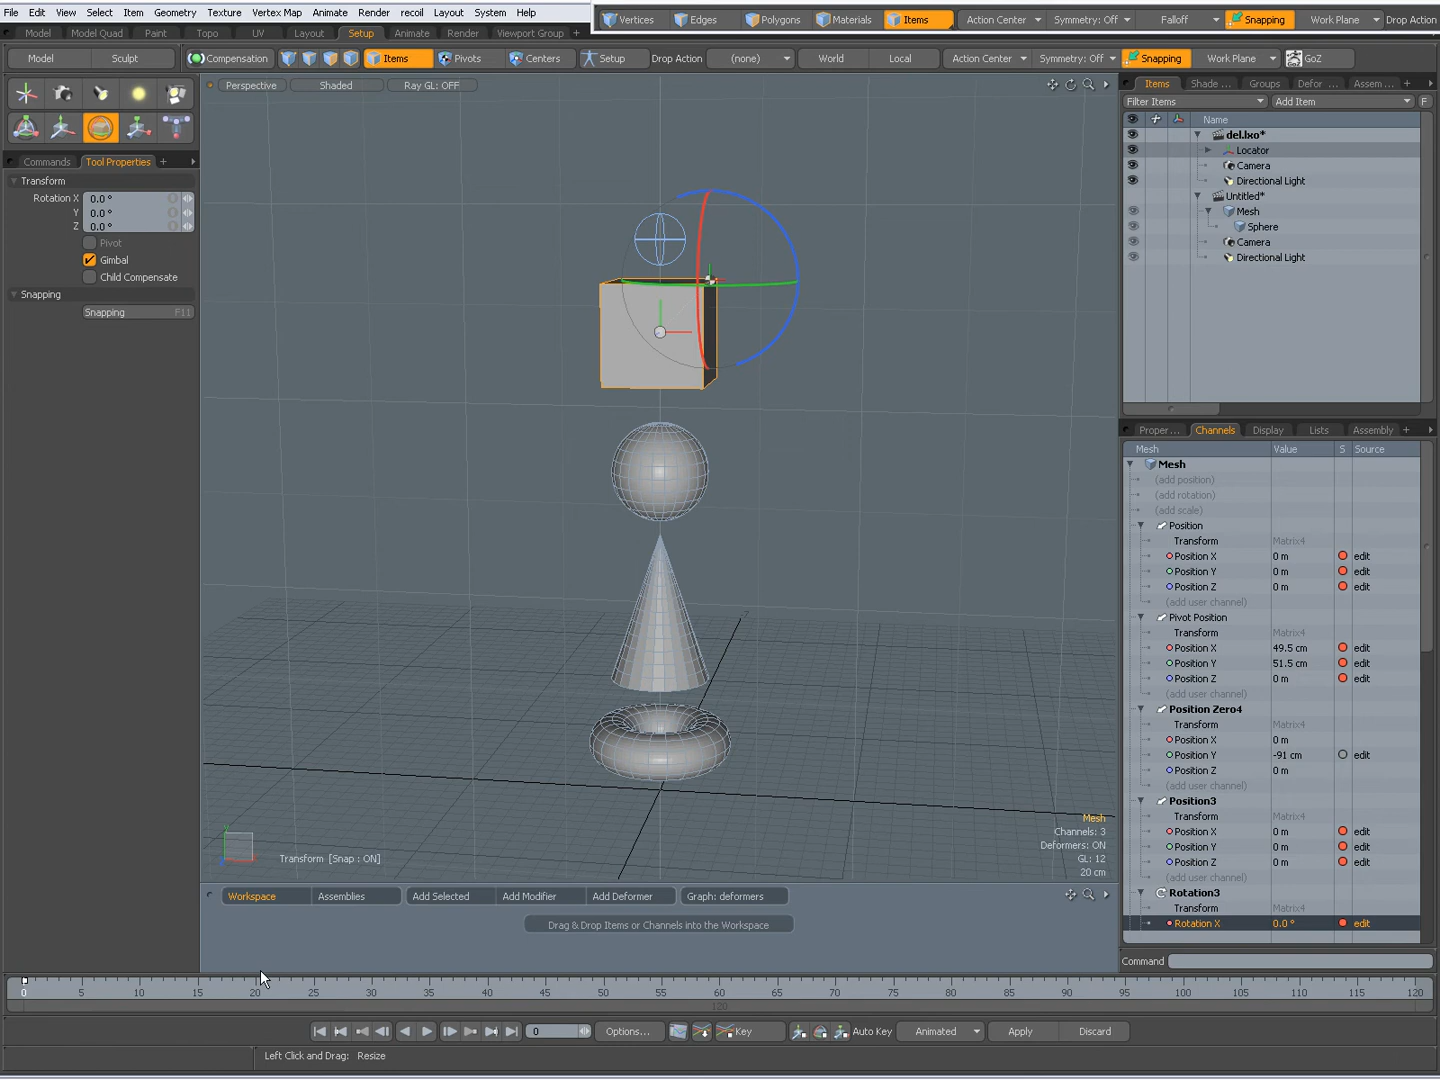 File Edit View Select Item Geometry Texture Vertex Map Animate Render recoil Layout System Help
Vertices Edges Polygons Materials Items Action Center Symmetry: Off Falloff Snapping Work Plane Drop Action
Model Model Quad Paint Topo UV Layout Setup Animate Render Viewport Group +
Model Sculpt Compensation Items Pivots Centers Setup Drop Action (none) World Local Action Center Symmetry: Off Snapping Work Plane GoZ
Perspective Shaded Ray GL: OFF
Items Shade ... Groups Defor ... Assem ... +
Filter Items Add Item F
Name
del.lxo*
Locator
Camera
Directional Light
Untitled*
Mesh
Sphere
Camera
Directional Light
Commands Tool Properties +
Transform
Rotation X 0.0 °
Y 0.0 °
Z 0.0 °
Pivot
Gimbal
Child Compensate
Snapping
Snapping F11
Proper ... Channels Display Lists Assembly +
Mesh Value S Source
Mesh
(add position)
(add rotation)
(add scale)
Position
Transform Matrix4
Position X 0 m edit
Position Y 0 m edit
Position Z 0 m edit
(add user channel)
Pivot Position
Transform Matrix4
Position X 49.5 cm edit
Position Y 51.5 cm edit
Position Z 0 m edit
(add user channel)
Position Zero4
Transform Matrix4
Position X 0 m
Position Y -91 cm edit
Position Z 0 m
(add user channel)
Position3
Transform Matrix4
Position X 0 m edit
Position Y 0 m edit
Position Z 0 m edit
(add user channel)
Rotation3
Transform Matrix4
Rotation X 0.0 ° edit
Command
Mesh
Channels: 3
Deformers: ON
GL: 12
20 cm
Transform [Snap : ON]
Workspace Assemblies Add Selected Add Modifier Add Deformer Graph: deformers
Drag & Drop Items or Channels into the Workspace
0 5 10 15 20 25 30 35 40 45 50 55 60 65 70 75 80 85 90 95 100 105 110 115 120
120
0 Options... Key Auto Key Animated Apply Discard
Left Click and Drag: Resize